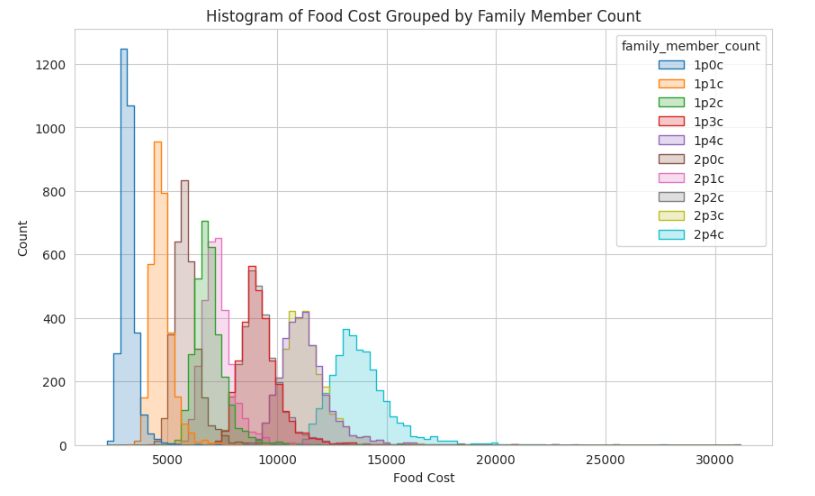 Histogram of Food Cost Grouped by Family Member Count
family_member_count
1p0c
1p1c
1p2c
1p3c
1p4c
2p0c
2p1c
2p2c
2p3c
2p4c
1200
1000
800
600
400
200
0
Count
5000 10000 15000 20000 25000 30000
Food Cost